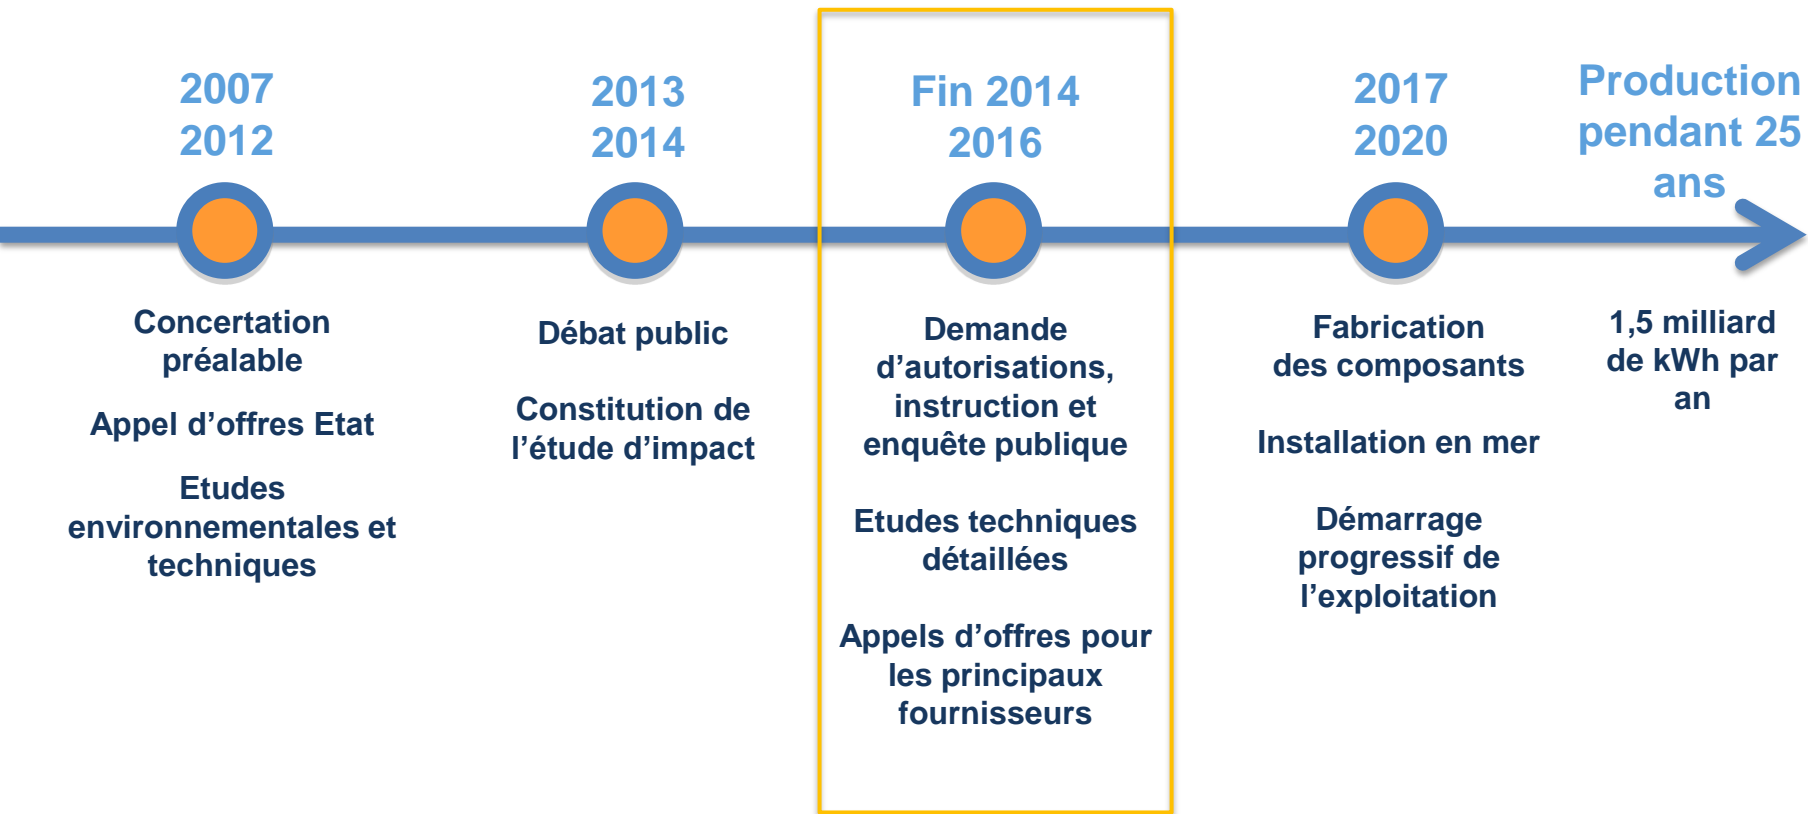 2007
2012
Concertation
préalable
Appel d’offres Etat
Etudes
environnementales et
techniques
2013
2014
Débat public
Constitution de
l’étude d’impact
Fin 2014
2016
Demande
d’autorisations,
instruction et
enquête publique
Etudes techniques
détaillées
Appels d’offres pour
les principaux
fournisseurs
2017
2020
Fabrication
des composants
Installation en mer
Démarrage
progressif de
l’exploitation
Production
pendant 25
ans
1,5 milliard
de kWh par
an